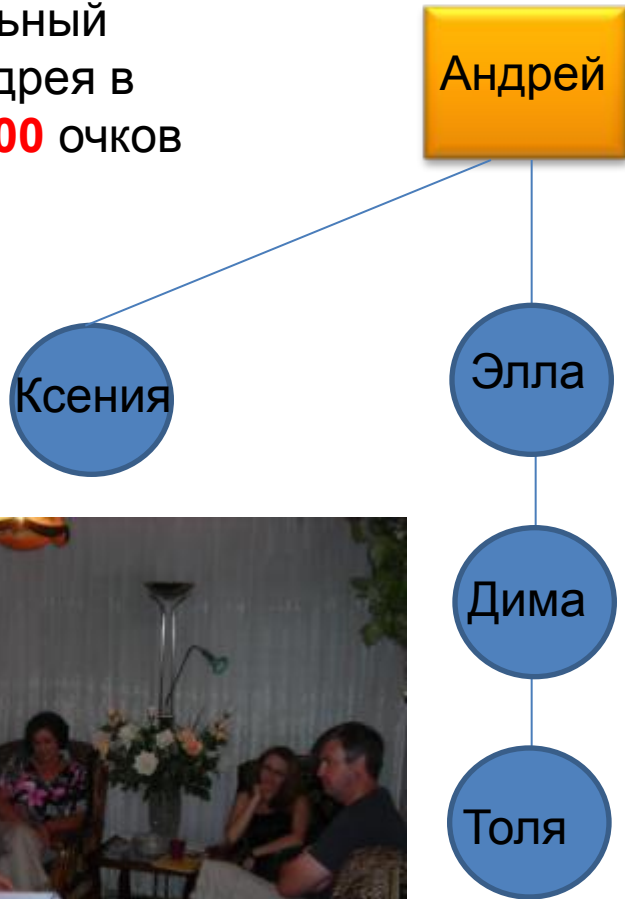 ьный
дрея в
00 очков
Андрей
Ксения
Элла
Дима
Толя